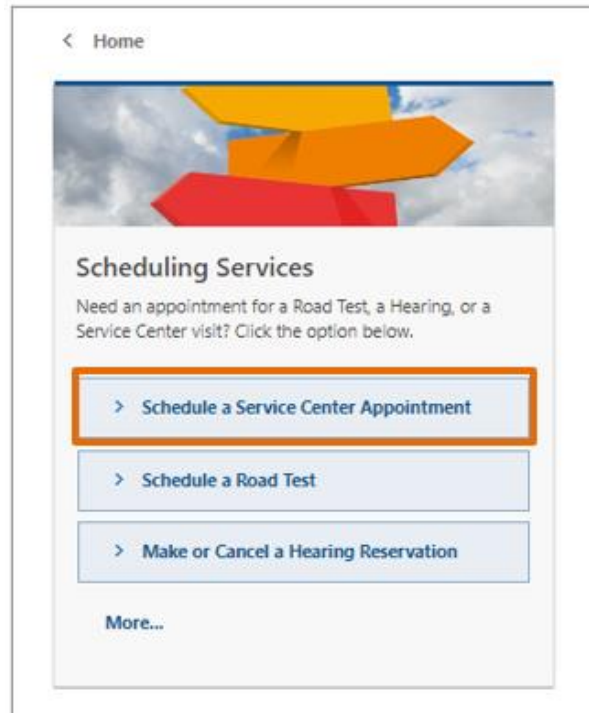 < Home
Scheduling Services
Need an appointment for a Road Test, a Hearing, or a
Service Center visit? Click the option below.
> Schedule a Service Center Appointment
> Schedule a Road Test
> Make or Cancel a Hearing Reservation
More...